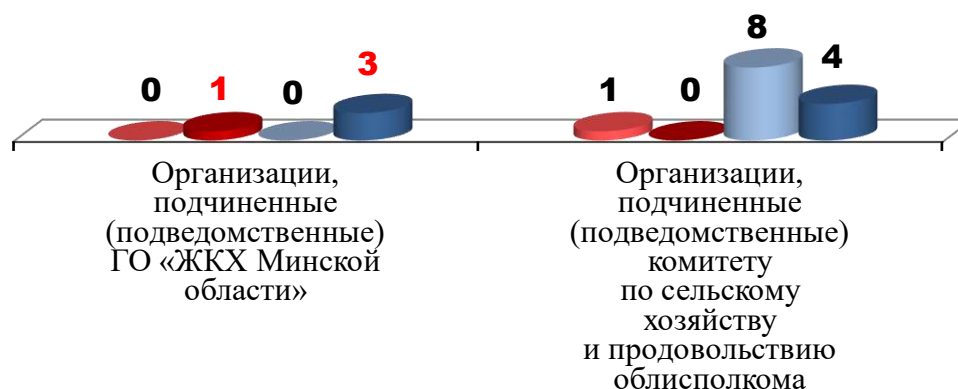 0
1
0
3
1
0
8
4
Организации,
подчиненные
(подведомственные)
ГО «ЖКХ Минской
области»
Организации,
подчиненные
(подведомственные)
комитету
по сельскому
хозяйству
и продовольствию
облисполкома